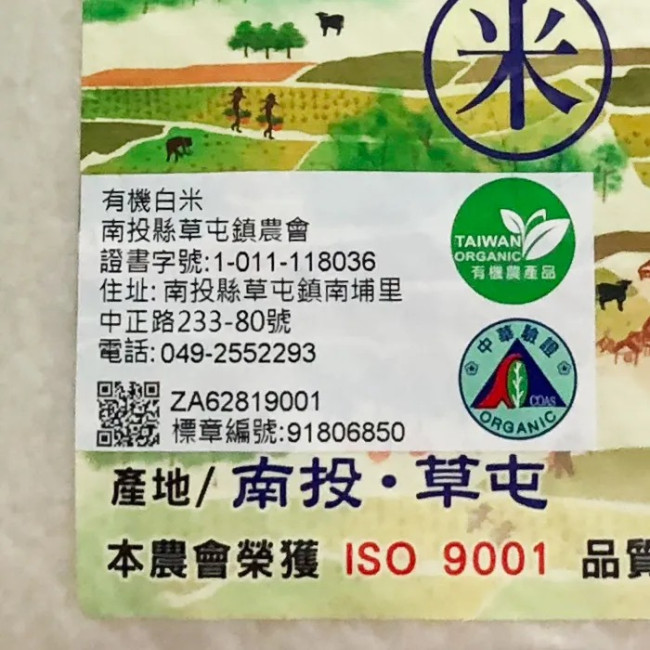 米
有機白米
南投縣草屯鎮農會
證書字號:1-011-118036
住址:南投縣草屯鎮南埔里
中正路233-80號
電話:049-2552293
ZA62819001
標章編號:91806850
TAIWAN
ORGANIC
有機農產品
中華驗證
COAS
ORGANIC
產地/南投·草屯
本農會榮獲 ISO 9001 品質